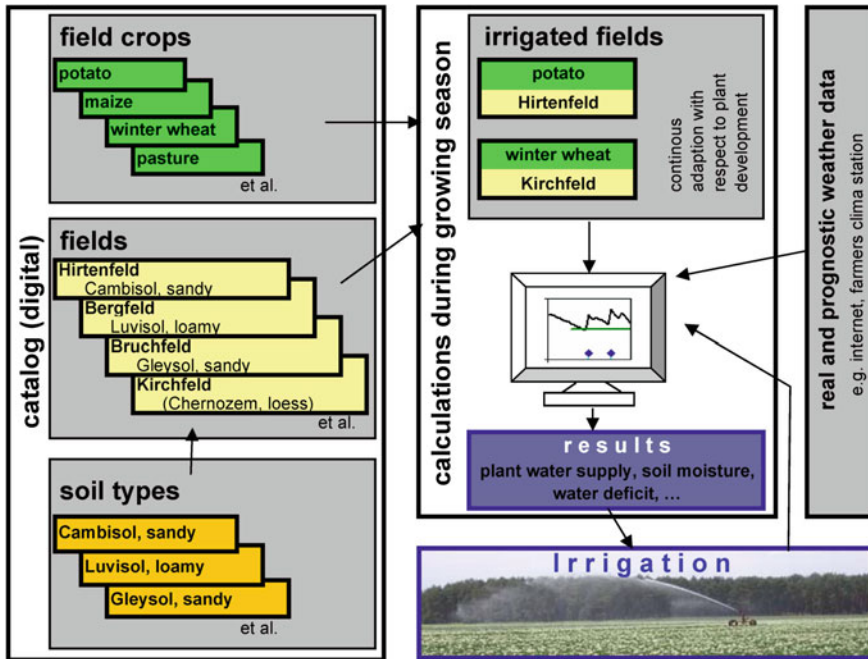 catalog (digital)
field crops
potato
maize
winter wheat
pasture
et al.
fields
Hirtenfeld
Cambisol, sandy
Bergfeld
Luvisol, loamy
Bruchfeld
Gleysol, sandy
Kirchfeld
(Chernozem, loess)
et al.
soil types
Cambisol, sandy
Luvisol, loamy
Gleysol, sandy
et al.
calculations during growing season
irrigated fields
potato
Hirtenfeld
winter wheat
Kirchfeld
continous
adaption with
respect to plant
development
results
plant water supply, soil moisture,
water deficit, ...
Irrigation
real and prognostic weather data
e.g. internet, farmers clima station